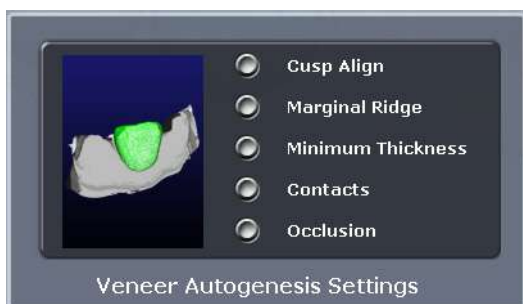 Cusp Align
Marginal Ridge
Minimum Thickness
Contacts
Occlusion
Veneer Autogenesis Settings